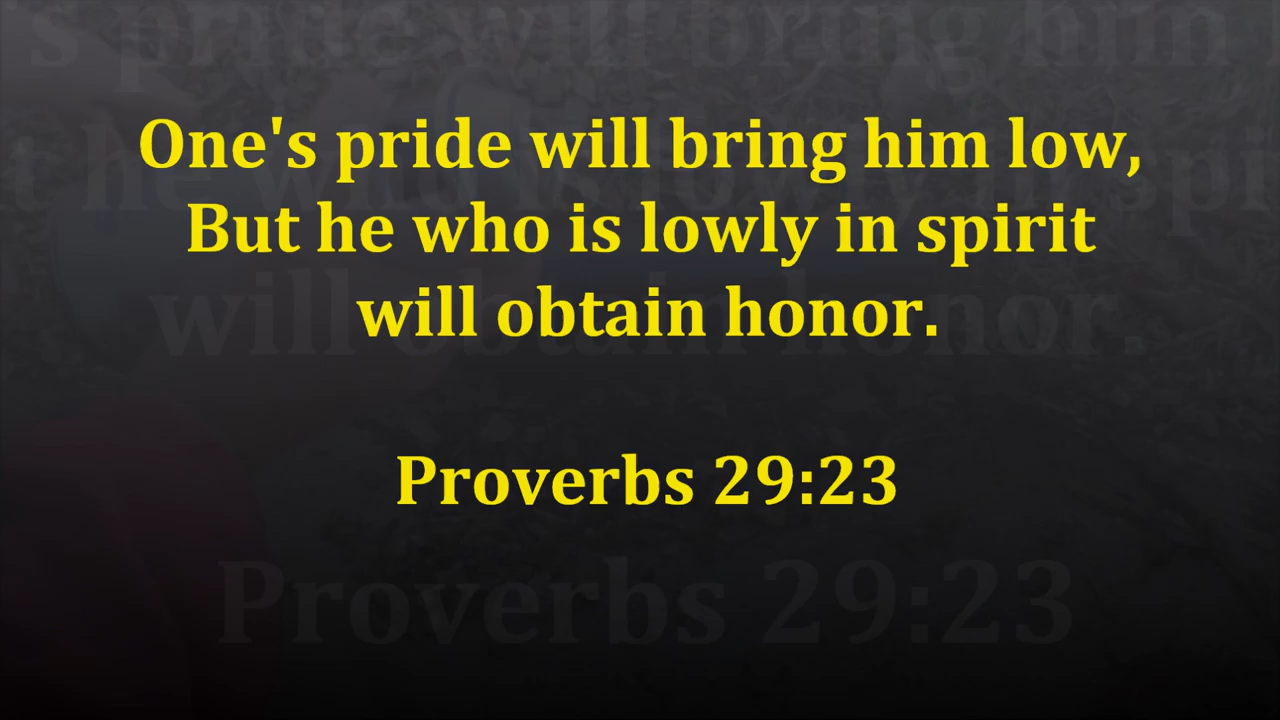 One's pride will bring him low,
But he who is lowly in spirit
will obtain honor.
Proverbs 29:23